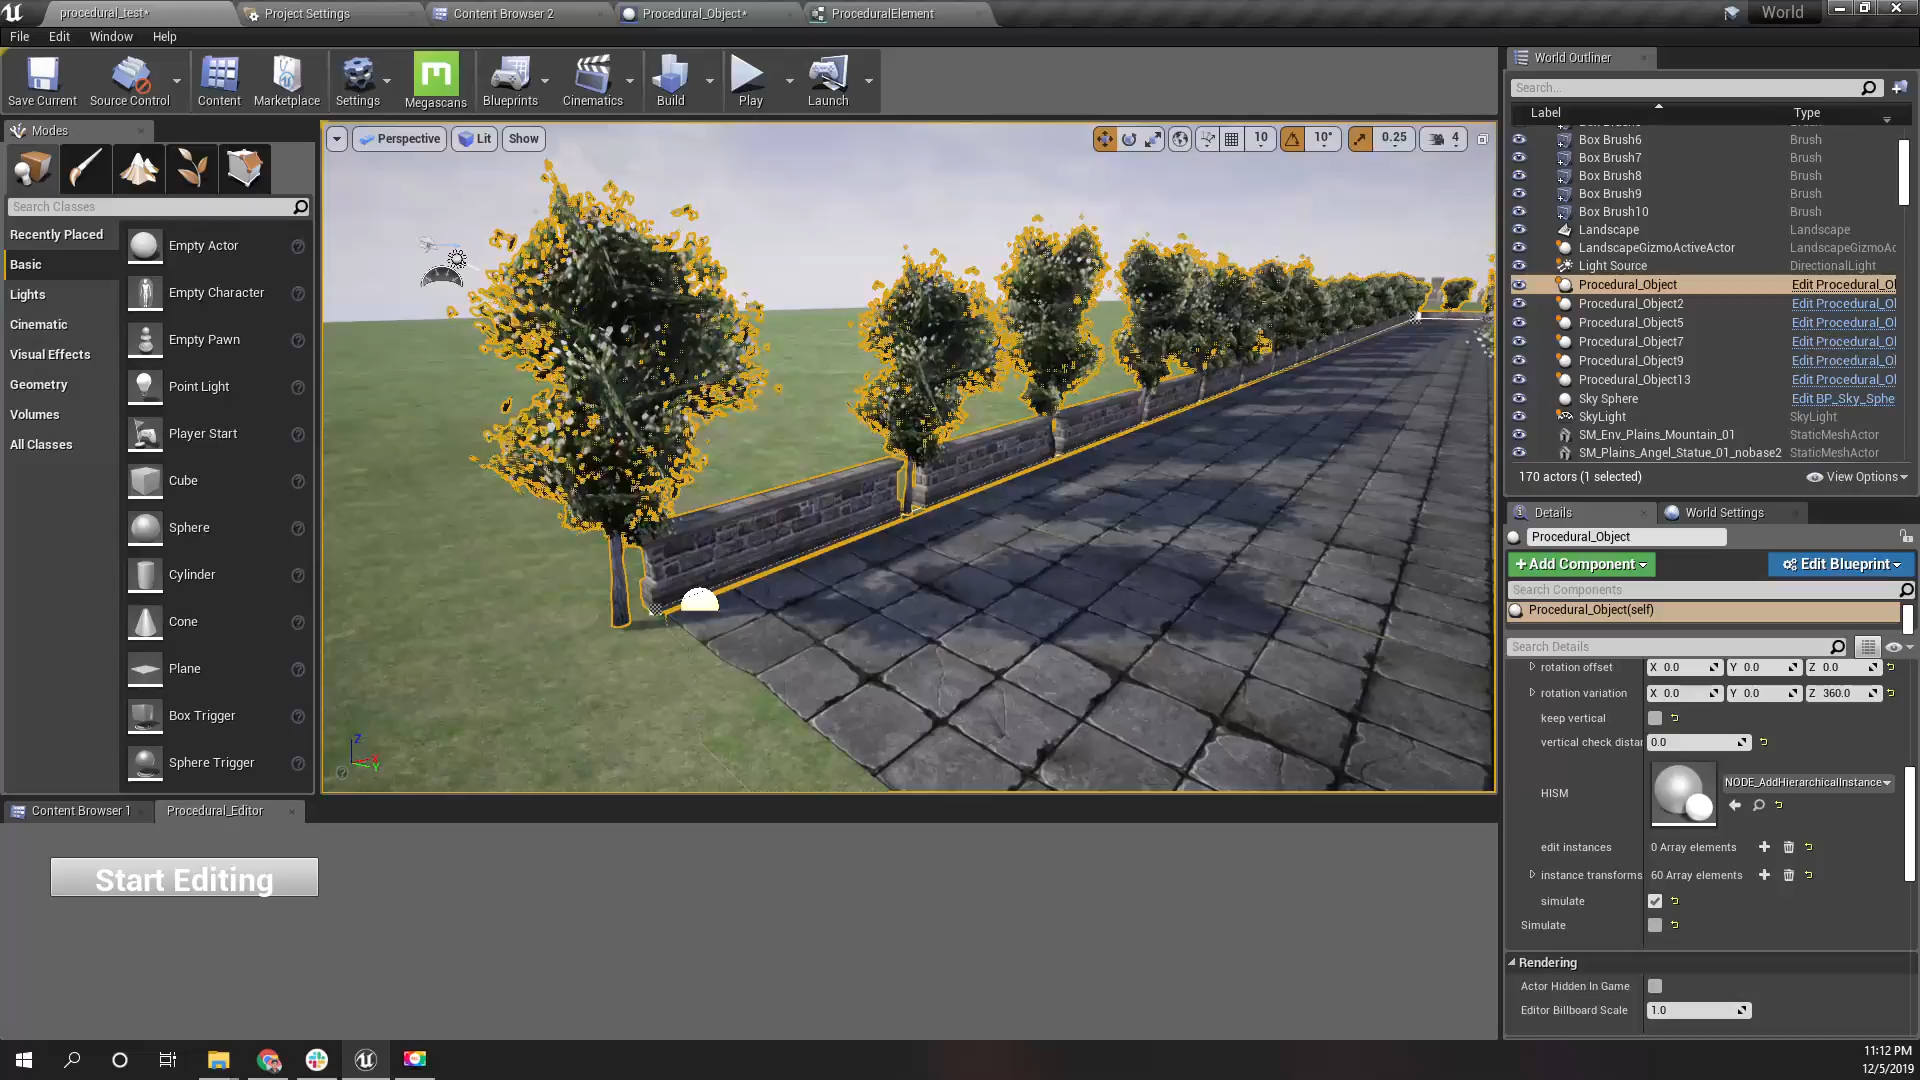 procedural_test*
Project Settings
Content Browser 2
Procedural_Object*
ProceduralElement
World
File
Edit
Window
Help
Save Current
Source Control
Content
Marketplace
Settings
Megascans
Blueprints
Cinematics
Build
Play
Launch
Modes
Search Classes
Recently Placed
Basic
Lights
Cinematic
Visual Effects
Geometry
Volumes
All Classes
Empty Actor
Empty Character
Empty Pawn
Point Light
Player Start
Cube
Sphere
Cylinder
Cone
Plane
Box Trigger
Sphere Trigger
Perspective
Lit
Show
10
10°
0.25
4
Z
X
Y
World Outliner
Search...
Label
Type
Box Brush6 Brush
Box Brush7 Brush
Box Brush8 Brush
Box Brush9 Brush
Box Brush10 Brush
Landscape Landscape
LandscapeGizmoActiveActor LandscapeGizmoAc
Light Source DirectionalLight
Procedural_Object Edit Procedural_Ol
Procedural_Object2 Edit Procedural_Ol
Procedural_Object5 Edit Procedural_Ol
Procedural_Object7 Edit Procedural_Ol
Procedural_Object9 Edit Procedural_Ol
Procedural_Object13 Edit Procedural_Ol
Sky Sphere Edit BP_Sky_Sphe
SkyLight SkyLight
SM_Env_Plains_Mountain_01 StaticMeshActor
SM_Plains_Angel_Statue_01_nobase2 StaticMeshActor
170 actors (1 selected)
View Options
Details
World Settings
Procedural_Object
+Add Component
Edit Blueprint
Search Components
Procedural_Object(self)
Search Details
rotation offset X 0.0 Y 0.0 Z 0.0
rotation variation X 0.0 Y 0.0 Z 360.0
keep vertical
vertical check distar 0.0
HISM
NODE_AddHierarchicalInstance
edit instances 0 Array elements
instance transforms 60 Array elements
simulate
Simulate
Rendering
Actor Hidden In Game
Editor Billboard Scale 1.0
Content Browser 1
Procedural_Editor
Start Editing
11:12 PM
12/5/2019